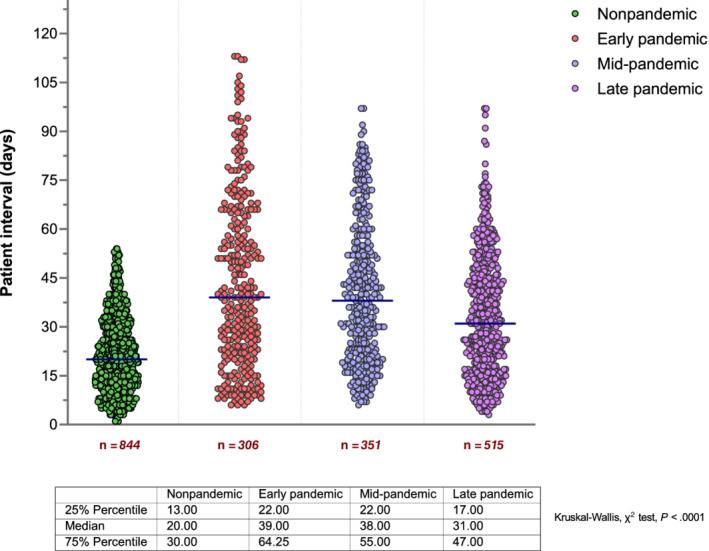 Nonpandemic
Early pandemic
Mid-pandemic
Late pandemic
Patient interval (days)
120
105
90
75
60
45
30
15
0
n = 844
n = 306
n = 351
n = 515
Nonpandemic Early pandemic Mid-pandemic Late pandemic
25% Percentile 13.00 22.00 22.00 17.00
Median 20.00 39.00 38.00 31.00
75% Percentile 30.00 64.25 55.00 47.00
Kruskal-Wallis, χ² test, P < .0001